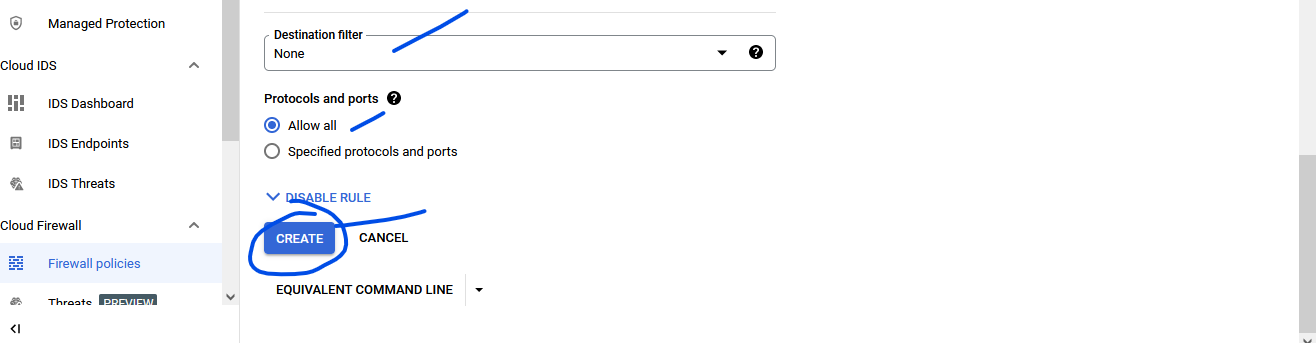 Managed Protection
Cloud IDS
IDS Dashboard
IDS Endpoints
IDS Threats
Cloud Firewall
Firewall policies
Threats PREVIEW
Destination filter
None
Protocols and ports
Allow all
Specified protocols and ports
DISABLE RULE
CREATE CANCEL
EQUIVALENT COMMAND LINE